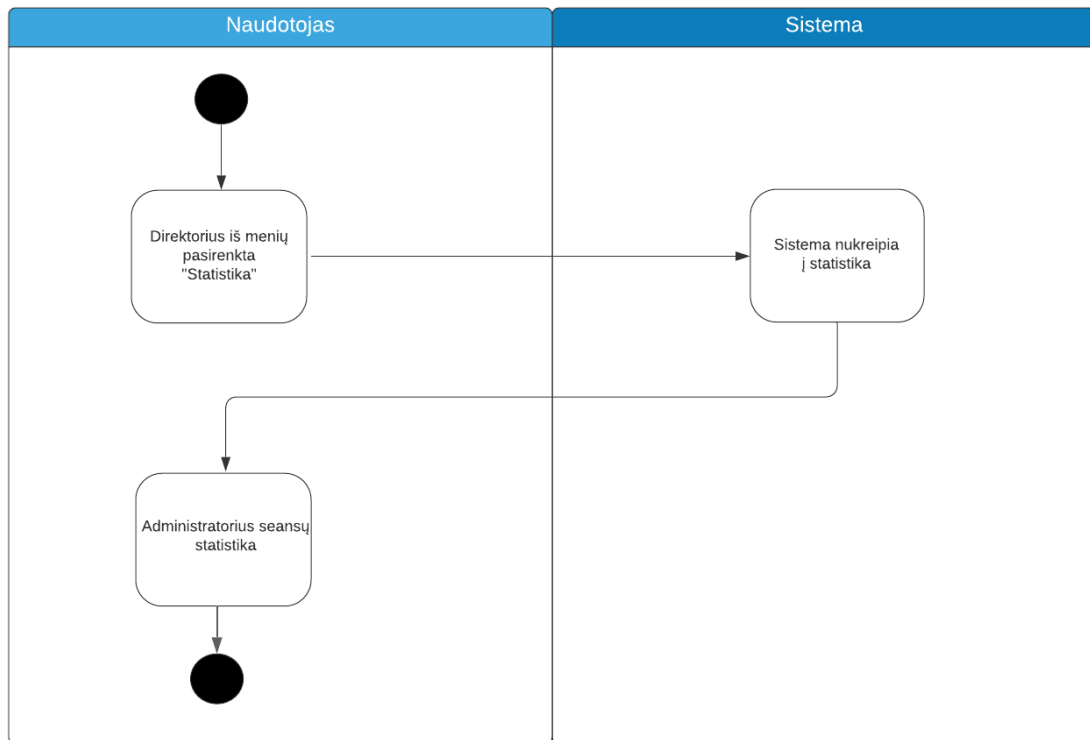 Naudotojas
Sistema
Direktorius iš menių
pasirenkta
"Statistika"
Sistema nukreipia
į statistika
Administratorius seansų
statistika